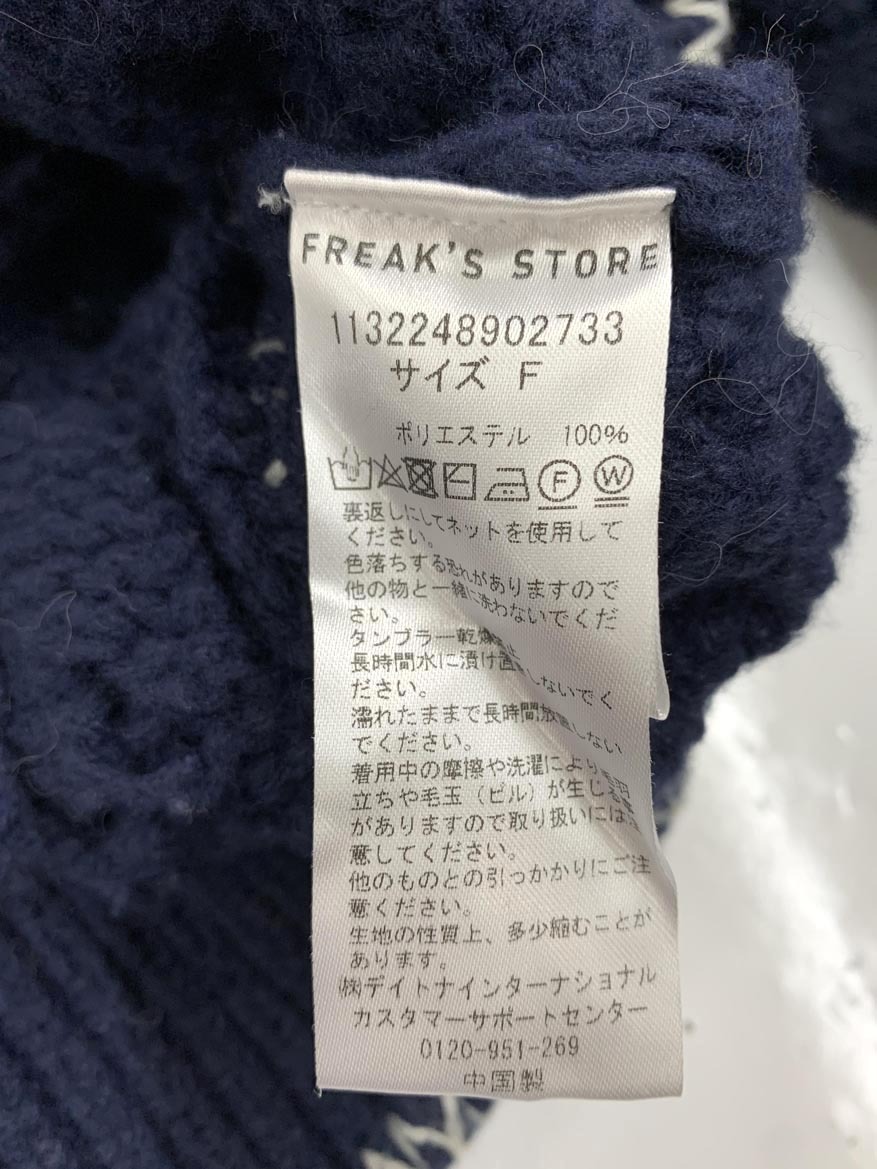 FREAK'S STORE
1132248902733
サイズ F
ポリエステル 100%
F W
裏返しにしてネットを使用して
ください。
色落ちする恐れがありますので
他の物と一緒に洗わないでくだ
さい。
タンブラー乾燥
長時間水に漬け しないでく
ださい。
濡れたままで長時間放 しない
でください。
着用中の摩擦や洗濯により毛羽
立ちや毛玉(ピル)が生じる
がありますので取り扱いには注
意してください。
他のものとの引っかかりにご注
意ください。
生地の性質上、多少縮むことが
あります。
㈱デイトナインターナショナル
カスタマーサポートセンター
0120-951-269
中国製